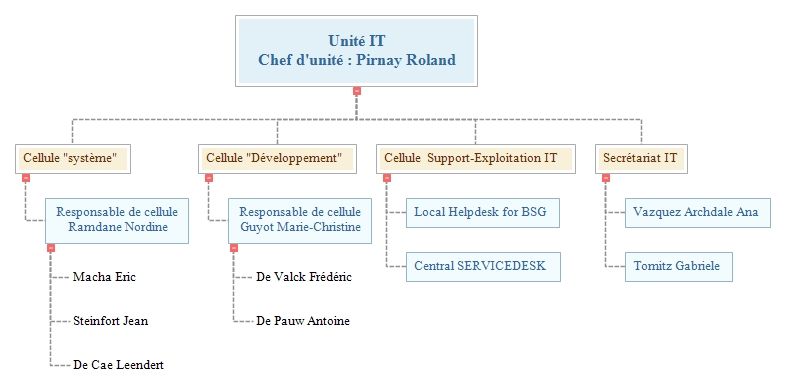 Unité IT
Chef d'unité : Pirnay Roland
Cellule "système"
Cellule "Développement"
Cellule Support-Exploitation IT
Secrétariat IT
Responsable de cellule
Ramdane Nordine
Responsable de cellule
Guyot Marie-Christine
Local Helpdesk for BSG
Vazquez Archdale Ana
Macha Eric
De Valck Frédéric
Central SERVICEDESK
Tomitz Gabriele
Steinfort Jean
De Pauw Antoine
De Cae Leendert